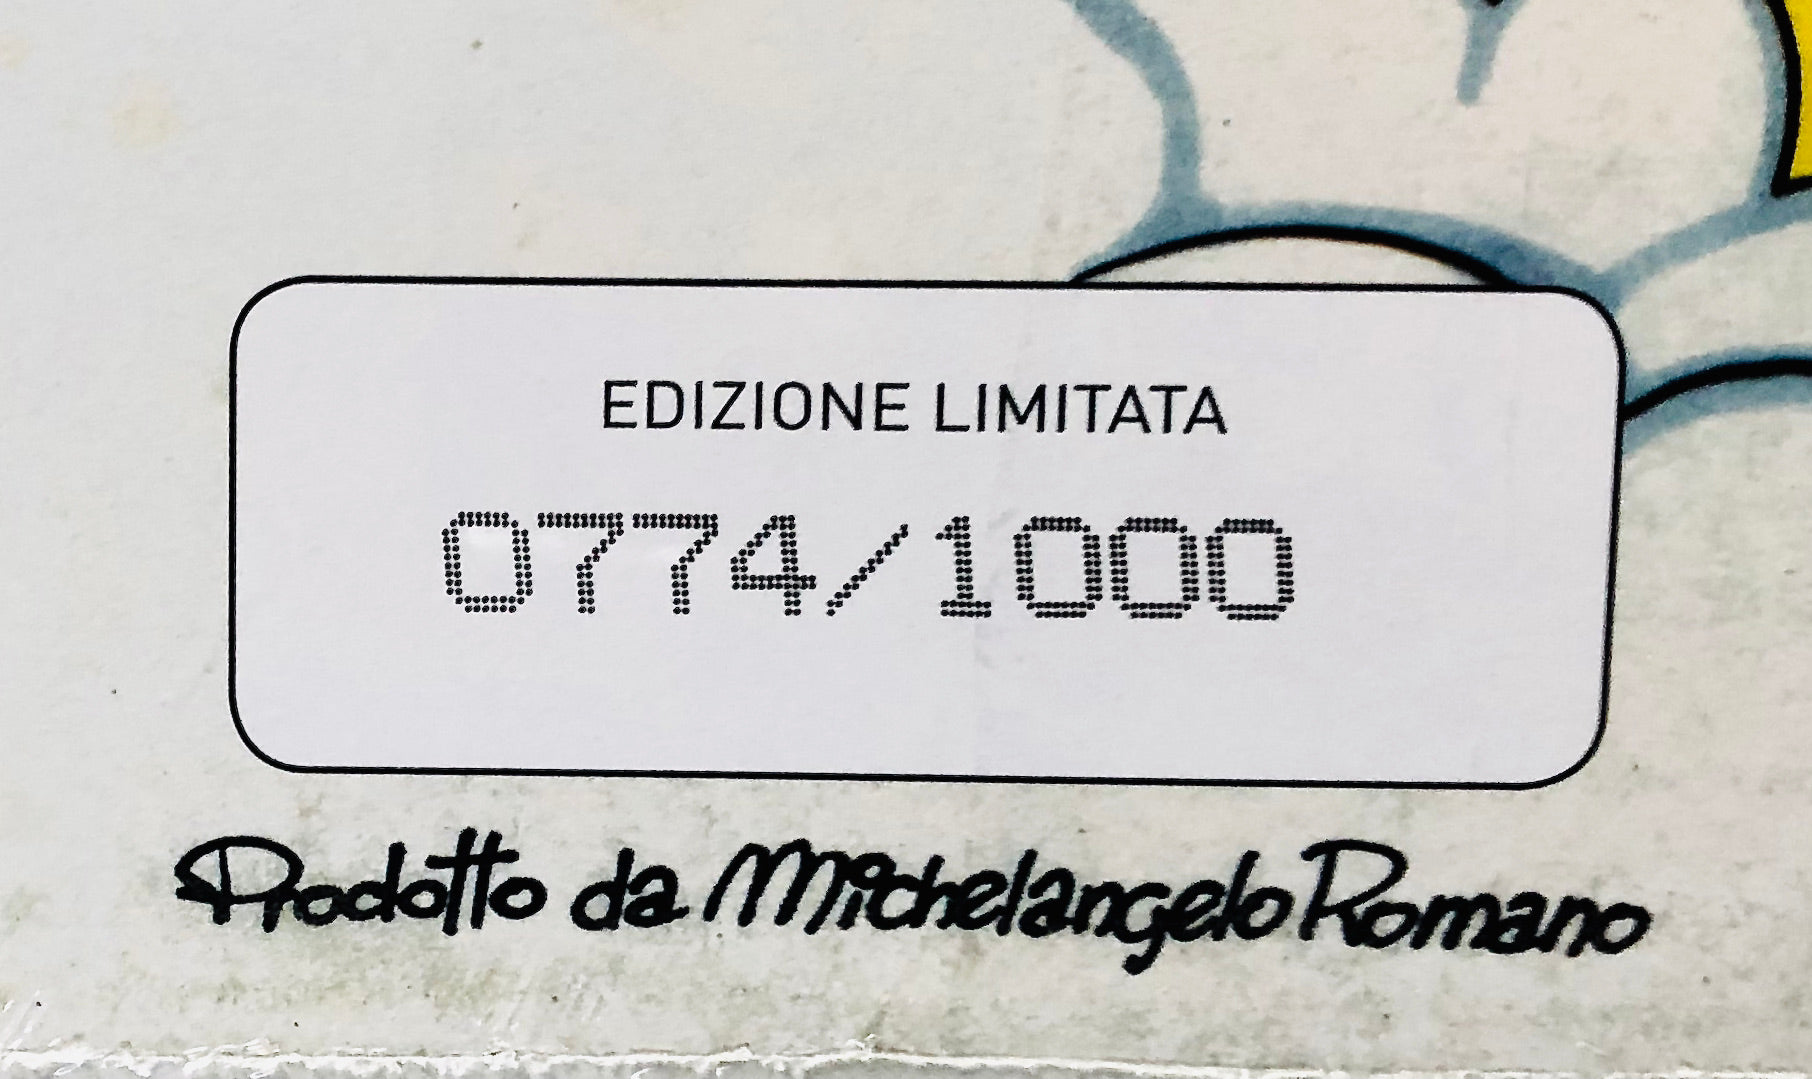 EDIZIONE LIMITATA
0774/1000
Prodotto da Michelangelo Romano